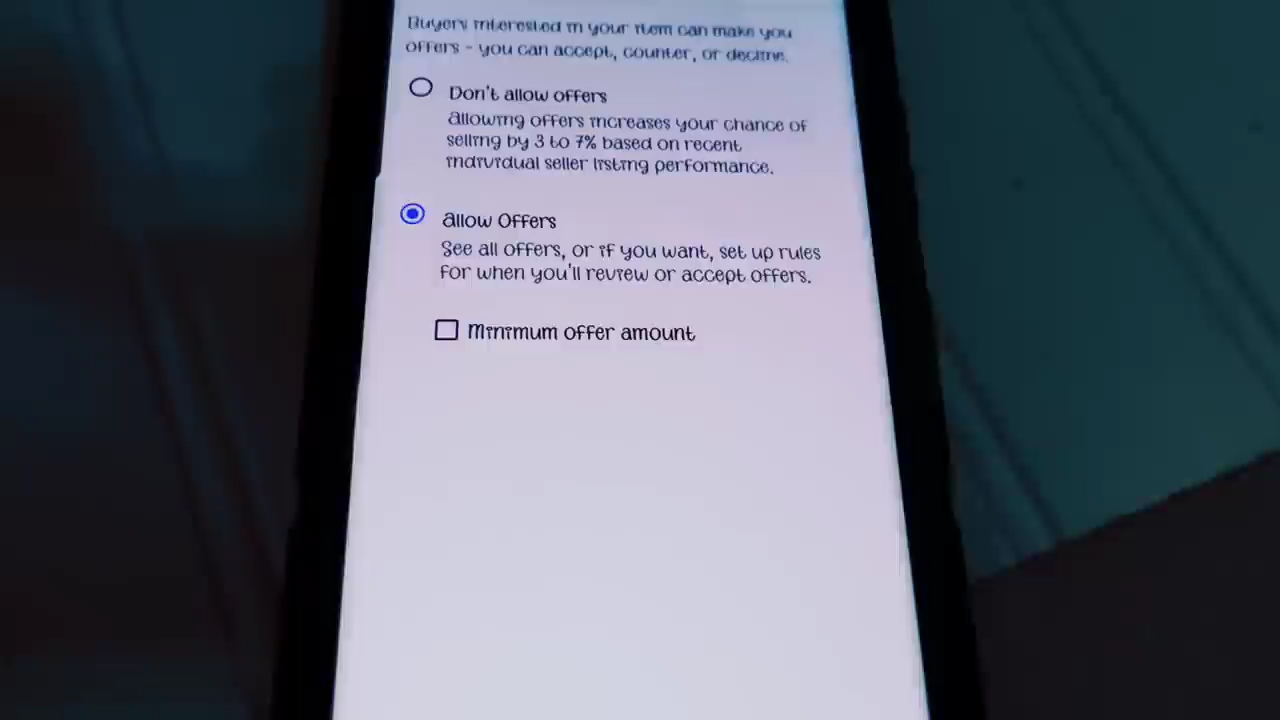 Buyers interested in your item can make you
offers - you can accept, counter, or decline.
Don't allow offers
Allowing offers increases your chance of
selling by 3 to 7% based on recent
individual seller listing performance.
Allow Offers
See all offers, or if you want, set up rules
for when you'll review or accept offers.
Minimum offer amount